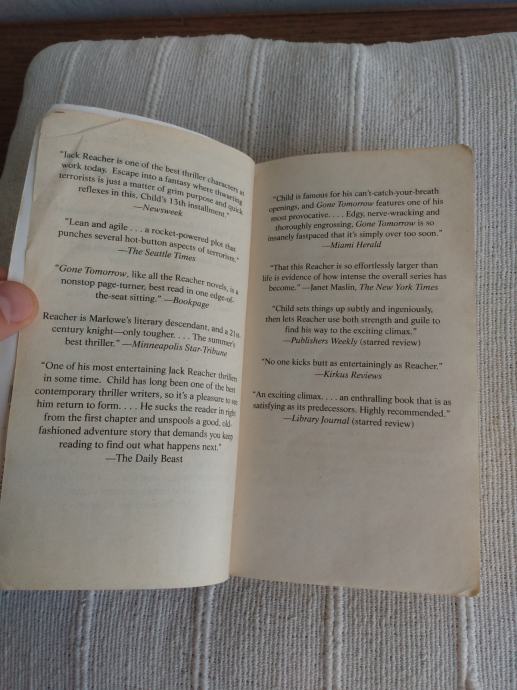 "Jack Reacher is one of the best thriller characters at
work today. Escape into a fantasy where thwarting
terrorists is just a matter of grim purpose and quick
reflexes in this, Child's 13th installment."
—Newsweek
"Lean and agile . . . a rocket-powered plot that
punches several hot-button aspects of terrorism."
—The Seattle Times
"Gone Tomorrow, like all the Reacher novels, is a
nonstop page-turner, best read in one edge-of-
the-seat sitting." —Bookpage
Reacher is Marlowe's literary descendant, and a 21st
century knight—only tougher. . . . The summer's
best thriller." —Minneapolis Star-Tribune
"One of his most entertaining Jack Reacher thrillers
in some time. Child has long been one of the best
contemporary thriller writers, so it's a pleasure to see
him return to form. . . . He sucks the reader in right
from the first chapter and unspools a good, old-
fashioned adventure story that demands you keep
reading to find out what happens next."
—The Daily Beast
"Child is famous for his can't-catch-your-breath
openings, and Gone Tomorrow features one of his
most provocative. . . . Edgy, nerve-wracking and
thoroughly engrossing, Gone Tomorrow is so
insanely fastpaced that it's simply over too soon."
—Miami Herald
"That this Reacher is so effortlessly larger than
life is evidence of how intense the overall series has
become." —Janet Maslin, The New York Times
"Child sets things up subtly and ingeniously,
then lets Reacher use both strength and guile to
find his way to the exciting climax."
—Publishers Weekly (starred review)
"No one kicks butt as entertainingly as Reacher."
—Kirkus Reviews
"An exciting climax. . . . an enthralling book that is as
satisfying as its predecessors. Highly recommended."
—Library Journal (starred review)